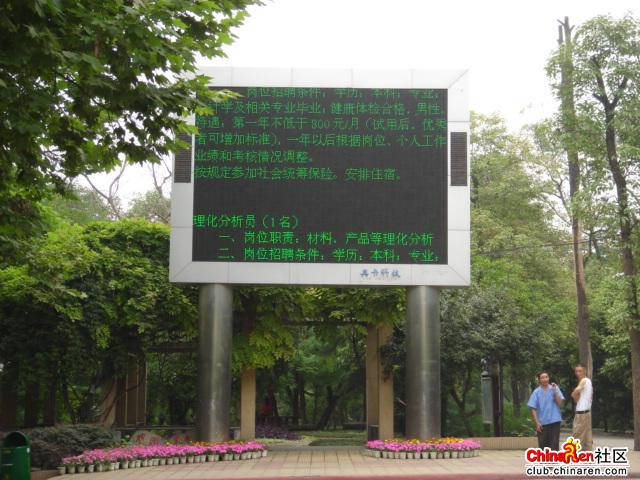 、岗位招聘条件：学历：本科；专业：
计学及相关专业毕业；健康体检合格，男性。
待遇：第一年不低于800元/月（试用后、优秀
者可增加标准），一年以后根据岗位、个人工作
业绩和考核情况调整。
按规定参加社会统筹保险。安排住宿。
理化分析员（1名）
一、岗位职责：材料、产品等理化分析
二、岗位招聘条件：学历：本科；专业：
ChinaRen社区
club.chinaren.com